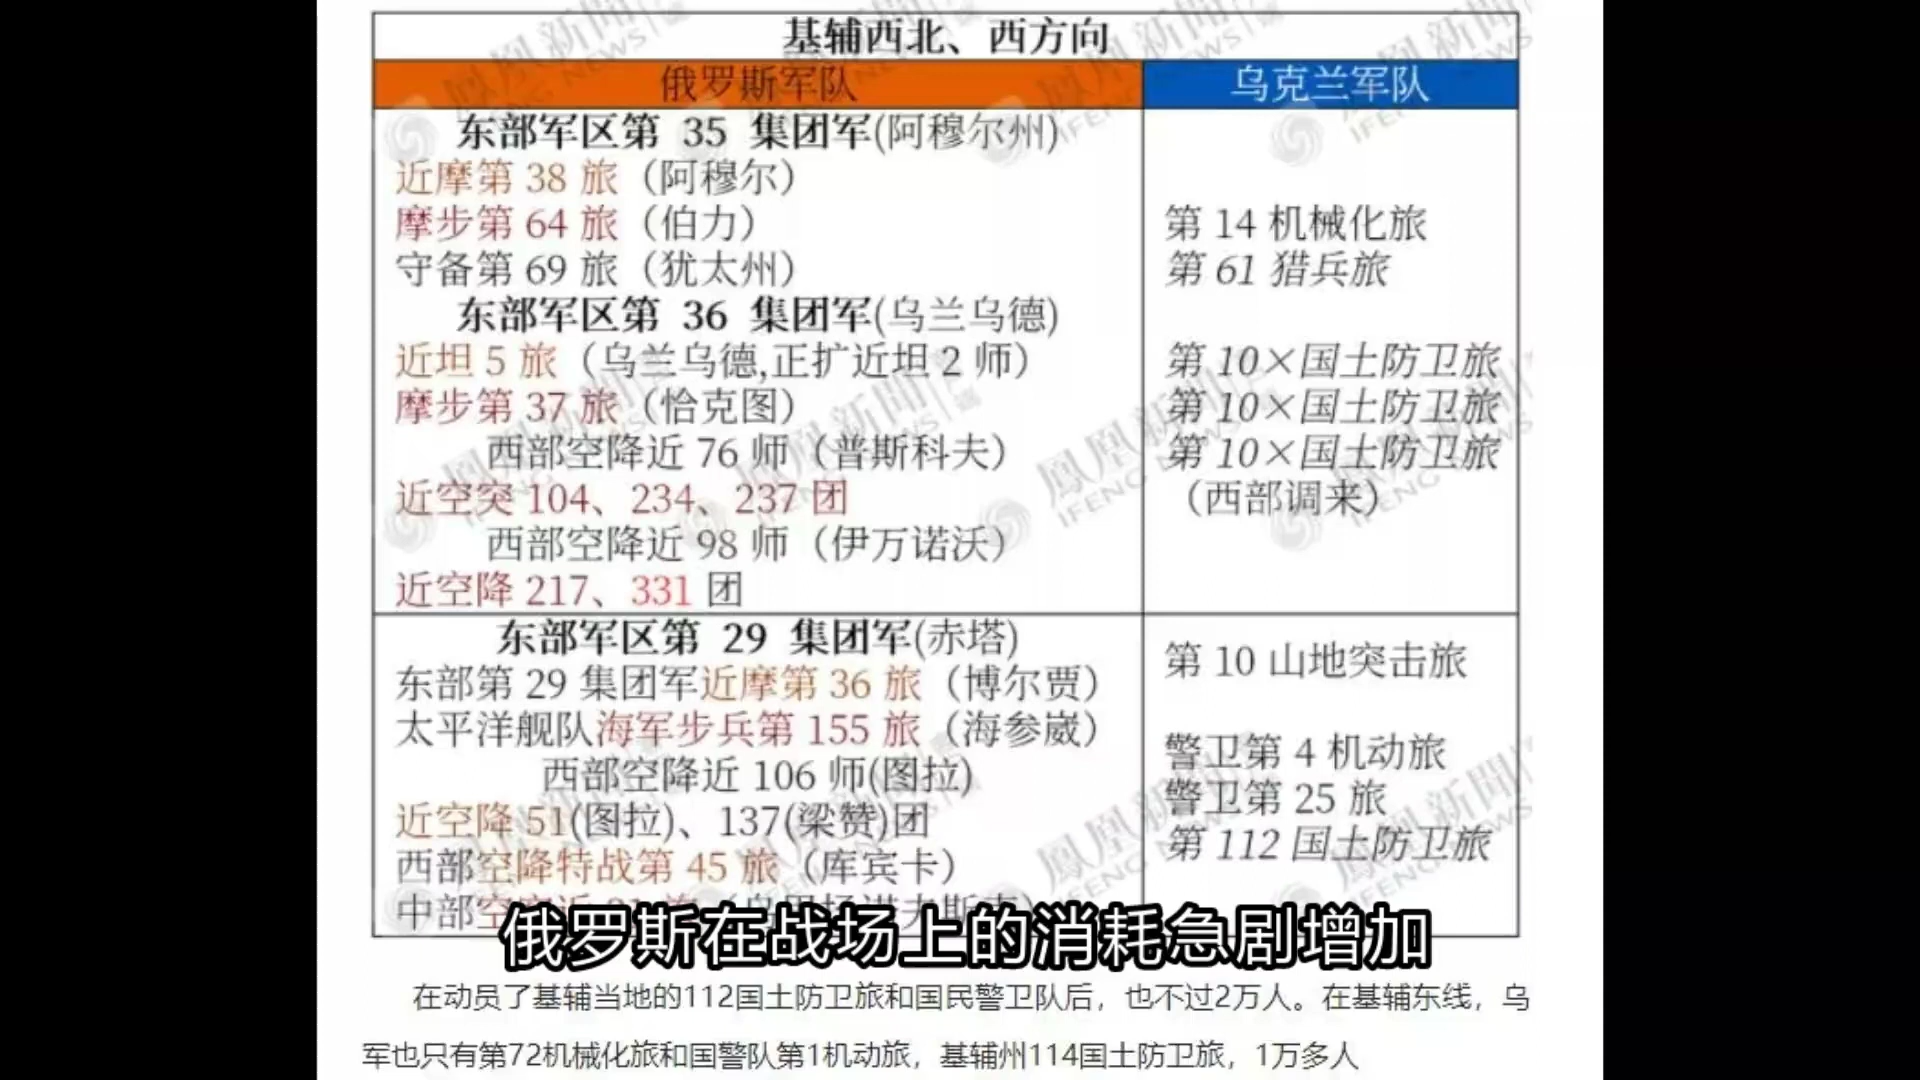 基辅西北、西方向
俄罗斯军队
乌克兰军队
东部军区第 35 集团军(阿穆尔州)
近摩第 38 旅（阿穆尔）
摩步第 64 旅（伯力）
守备第 69 旅（犹太州）
东部军区第 36 集团军(乌兰乌德)
近坦 5 旅（乌兰乌德,正扩近坦 2 师）
摩步第 37 旅（恰克图）
西部空降近 76 师（普斯科夫）
近空突 104、234、237 团
西部空降近 98 师（伊万诺沃）
近空降 217、331 团
第 14 机械化旅
第 61 猎兵旅
第 10×国土防卫旅
第 10×国土防卫旅
第 10×国土防卫旅
（西部调来）
东部军区第 29 集团军(赤塔)
东部第 29 集团军近摩第 36 旅（博尔贾）
太平洋舰队海军步兵第 155 旅（海参崴）
西部空降近 106 师(图拉)
近空降 51(图拉)、137(梁赞)团
西部空降特战第 45 旅（库宾卡）
中部
第 10 山地突击旅
警卫第 4 机动旅
警卫第 25 旅
第 112 国土防卫旅
俄罗斯在战场上的消耗急剧增加
在动员了基辅当地的112国土防卫旅和国民警卫队后，也不过2万人。在基辅东线，乌
军也只有第72机械化旅和国警队第1机动旅，基辅州114国土防卫旅，1万多人
鳳凰新聞
IFENG NEWS